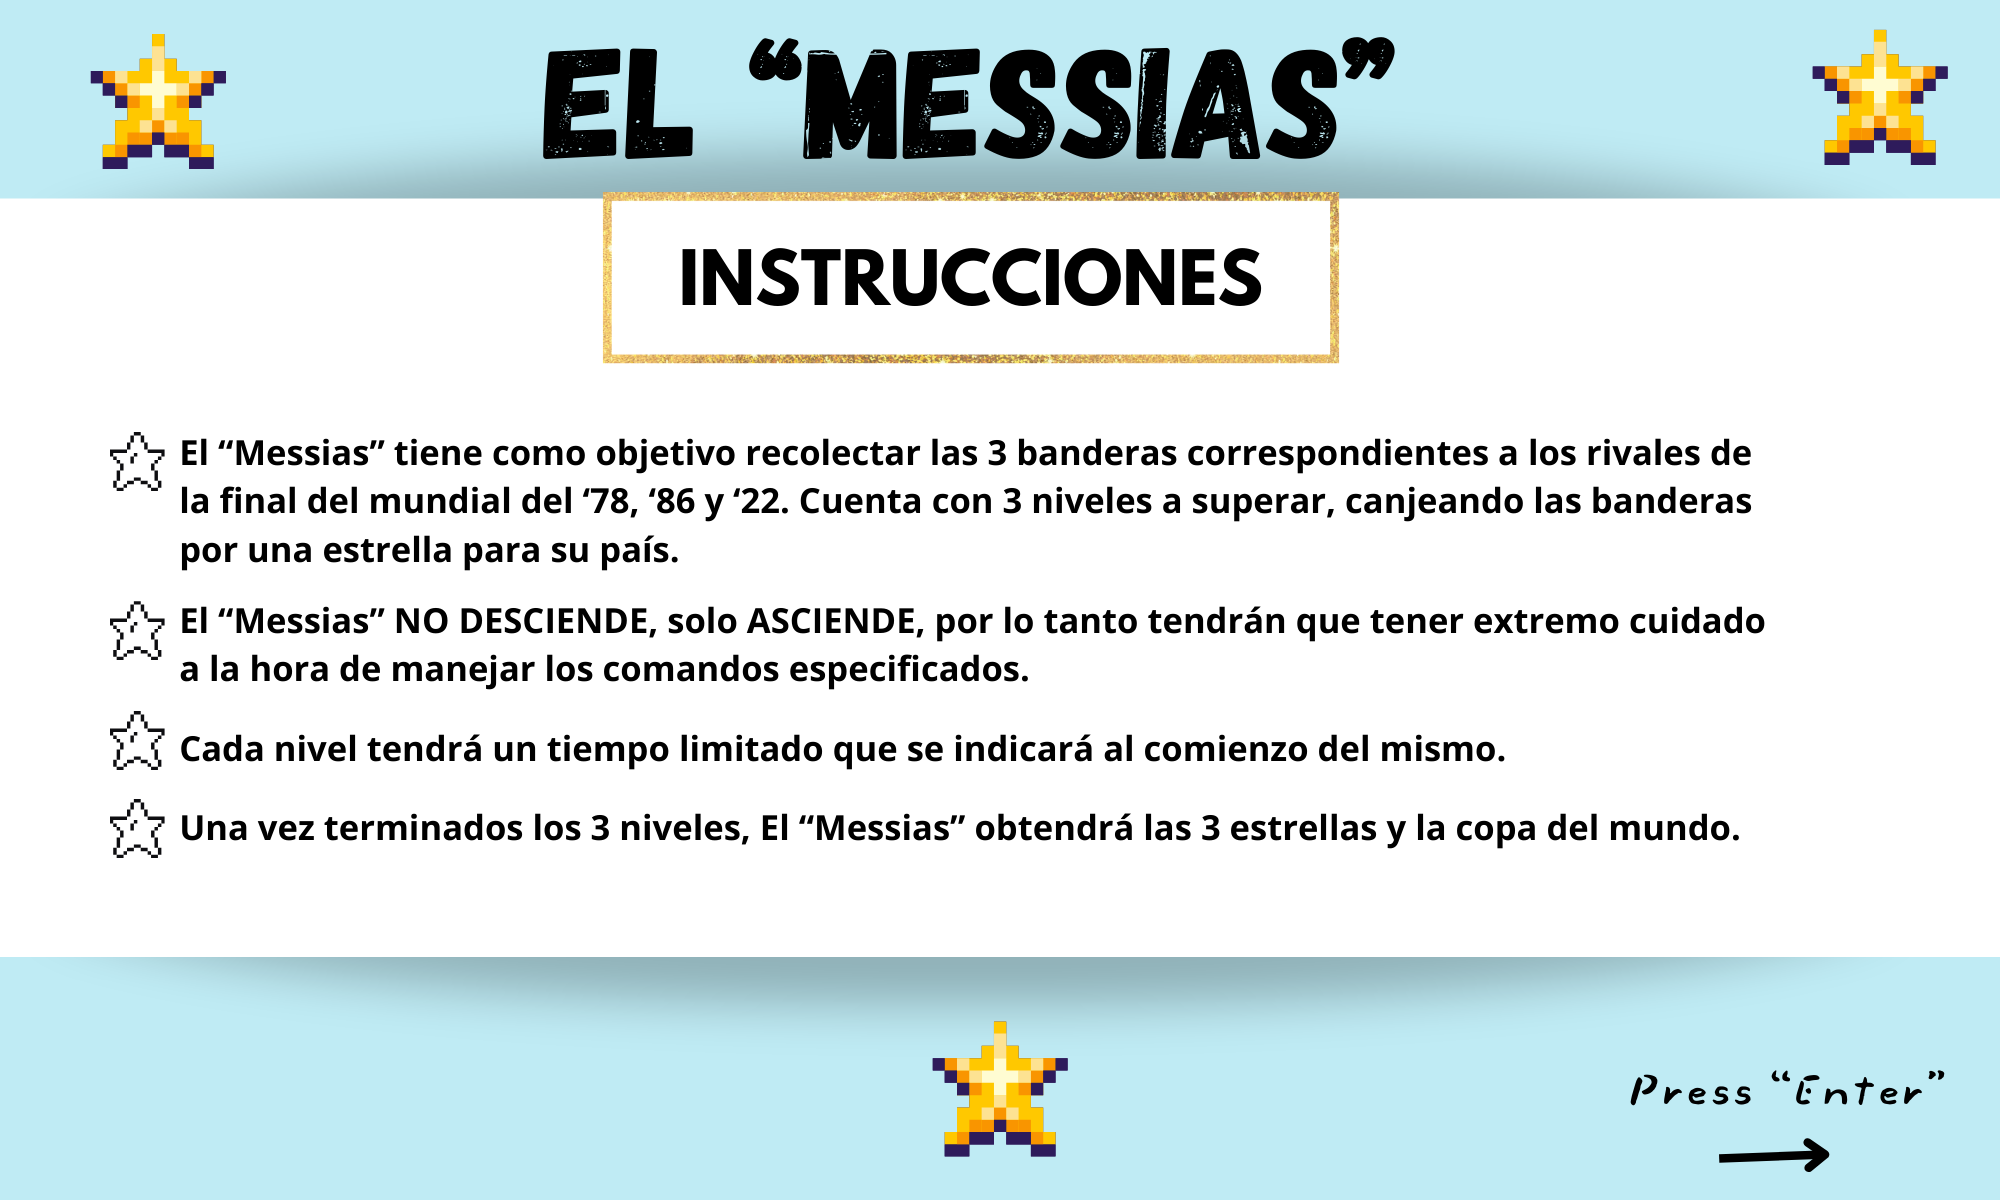 EL “MESSIAS”
INSTRUCCIONES
El “Messias” tiene como objetivo recolectar las 3 banderas correspondientes a los rivales de
la final del mundial del ‘78, ‘86 y ‘22. Cuenta con 3 niveles a superar, canjeando las banderas
por una estrella para su país.
El “Messias” NO DESCIENDE, solo ASCIENDE, por lo tanto tendrán que tener extremo cuidado
a la hora de manejar los comandos especificados.
Cada nivel tendrá un tiempo limitado que se indicará al comienzo del mismo.
Una vez terminados los 3 niveles, El “Messias” obtendrá las 3 estrellas y la copa del mundo.
Press “Enter”